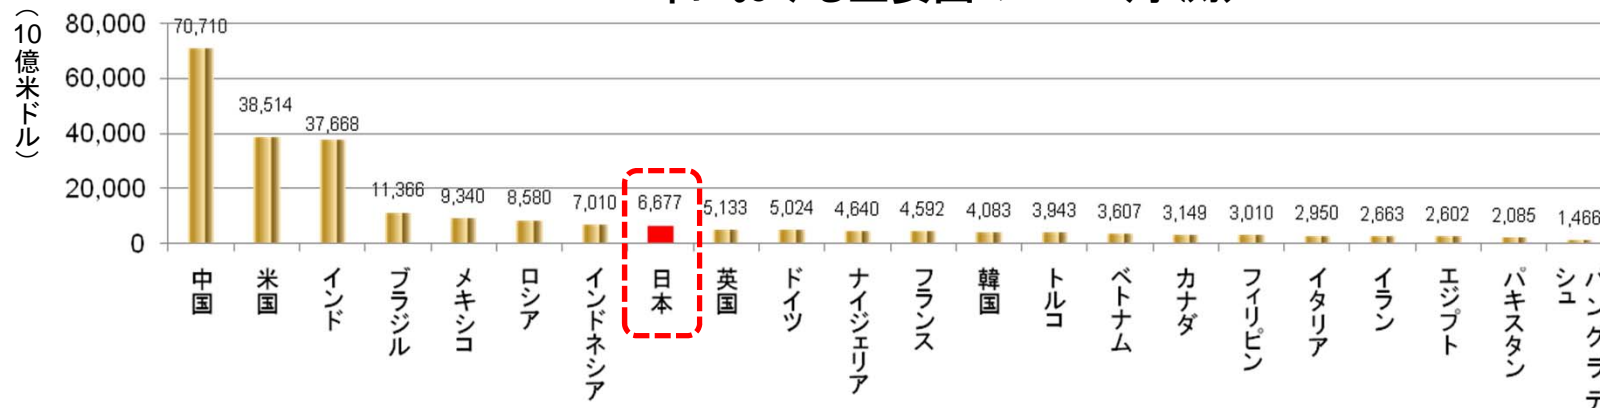 （10億米ドル）
80,000
60,000
40,000
20,000
0
70,710
38,514
37,668
11,366
9,340
8,580
7,010
6,677
5,133
5,024
4,640
4,592
4,083
3,943
3,607
3,149
3,010
2,950
2,663
2,602
2,085
1,466
中国
米国
インド
ブラジル
メキシコ
ロシア
インドネシア
日本
英国
ドイツ
ナイジェリア
フランス
韓国
トルコ
ベトナム
カナダ
フィリピン
イタリア
イラン
エジプト
パキスタン
バングラデ
シュ